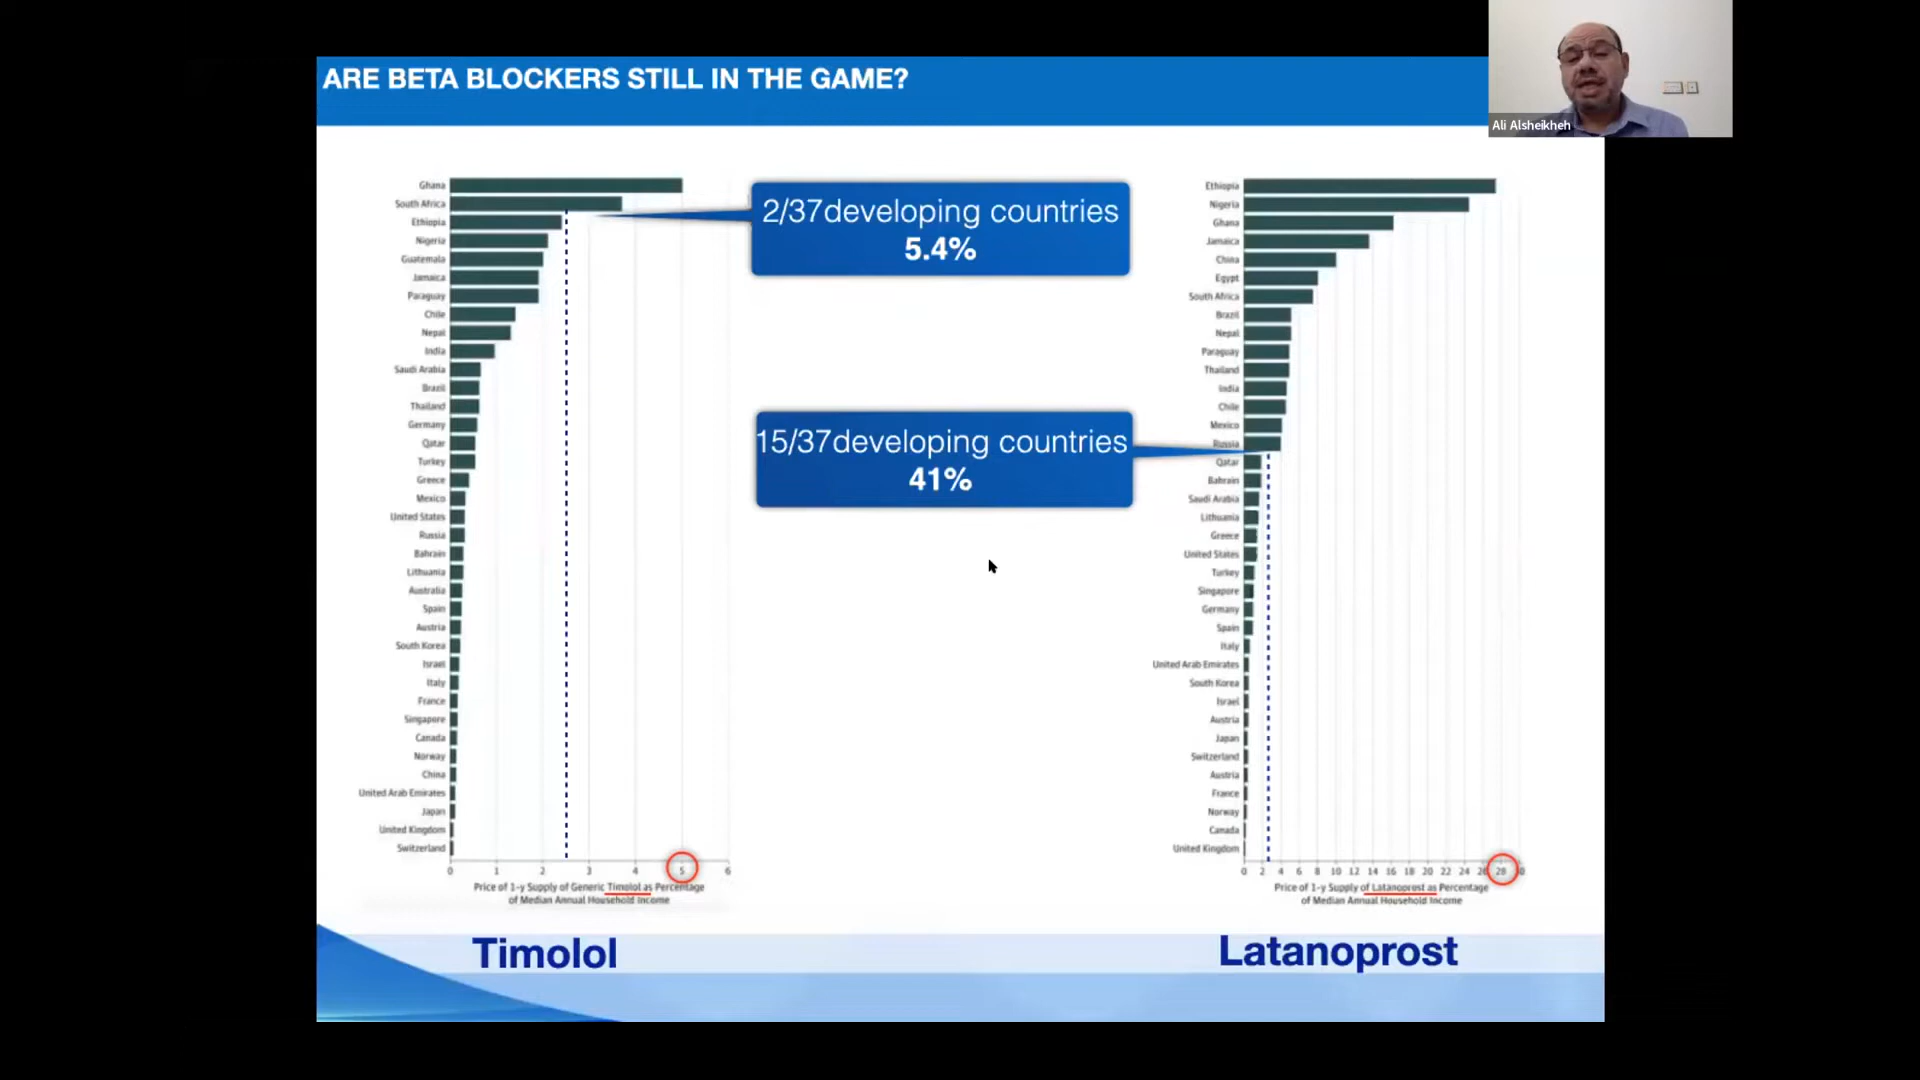 ARE BETA BLOCKERS STILL IN THE GAME?
Ali Alsheikheh
Ghana
South Africa
Ethiopia
Nigeria
Guatemala
Jamaica
Paraguay
Chile
Nepal
India
Saudi Arabia
Brazil
Thailand
Germany
Qatar
Turkey
Greece
Mexico
United States
Russia
Bahrain
Lithuania
Australia
Spain
Austria
South Korea
Israel
Italy
France
Singapore
Canada
Norway
China
United Arab Emirates
Japan
United Kingdom
Switzerland
0 1 2 3 4 5 6
Price of 1-y Supply of Generic Timolol as Percentage
of Median Annual Household Income
Timolol
2/37developing countries
5.4%
15/37developing countries
41%
Ethiopia
Nigeria
Ghana
Jamaica
China
Egypt
South Africa
Brazil
Nepal
Paraguay
Thailand
India
Chile
Mexico
Russia
Qatar
Bahrain
Saudi Arabia
Lithuania
Greece
United States
Turkey
Singapore
Germany
Spain
Italy
United Arab Emirates
South Korea
Israel
Austria
Japan
Switzerland
Austria
France
Norway
Canada
United Kingdom
0 2 4 6 8 10 12 14 16 18 20 22 24 28
Price of 1-y Supply of Latanoprost as Percentage
of Median Annual Household Income
Latanoprost